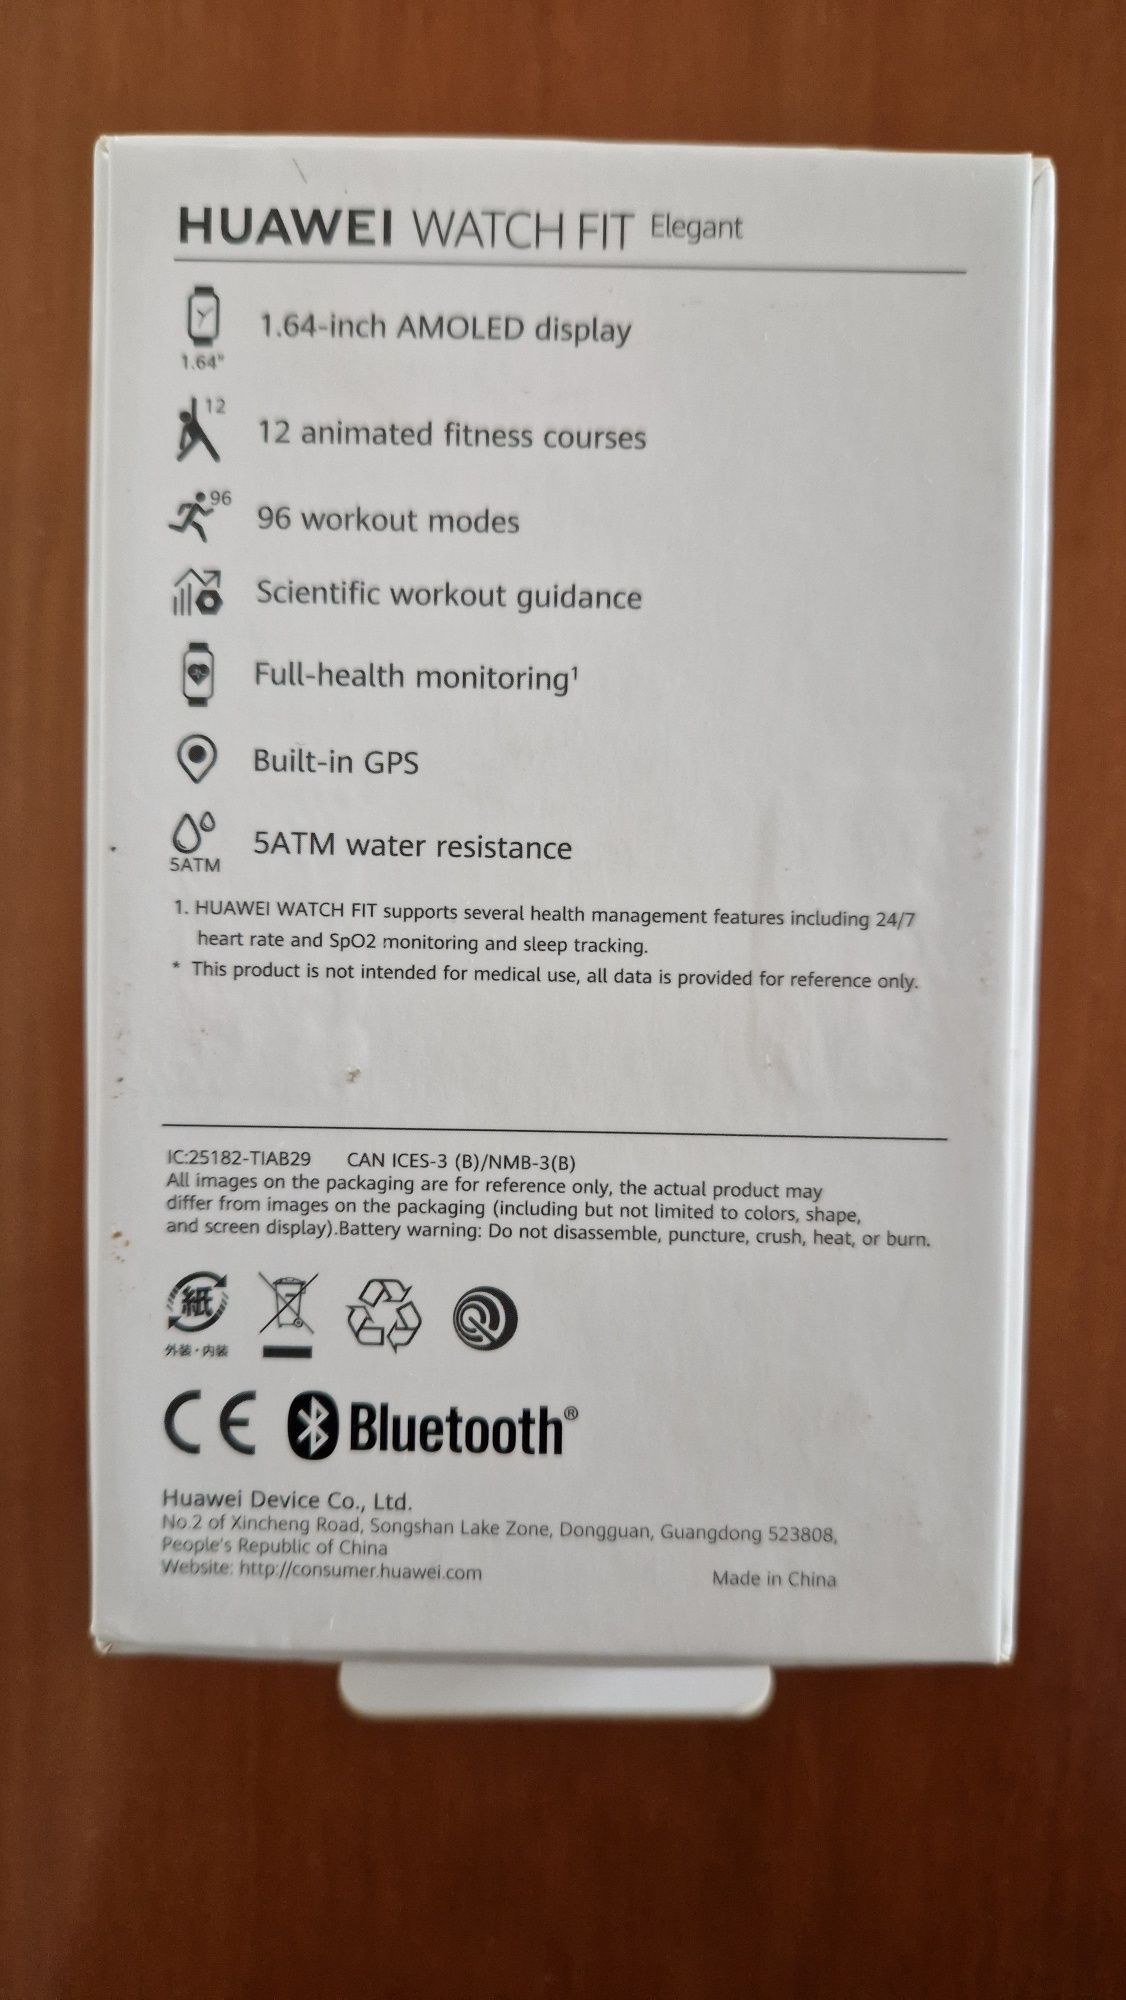 HUAWEI WATCH FIT Elegant
1.64"
1.64-inch AMOLED display
12
12 animated fitness courses
96
96 workout modes
Scientific workout guidance
Full-health monitoring¹
Built-in GPS
5ATM
5ATM water resistance
1. HUAWEI WATCH FIT supports several health management features including 24/7
heart rate and SpO2 monitoring and sleep tracking.
* This product is not intended for medical use, all data is provided for reference only.
IC:25182-TIAB29 CAN ICES-3 (B)/NMB-3(B)
All images on the packaging are for reference only, the actual product may
differ from images on the packaging (including but not limited to colors, shape,
and screen display).Battery warning: Do not disassemble, puncture, crush, heat, or burn.
紙
外装・内装
CE Bluetooth®
Huawei Device Co., Ltd.
No.2 of Xincheng Road, Songshan Lake Zone, Dongguan, Guangdong 523808,
People's Republic of China
Website: http://consumer.huawei.com
Made in China